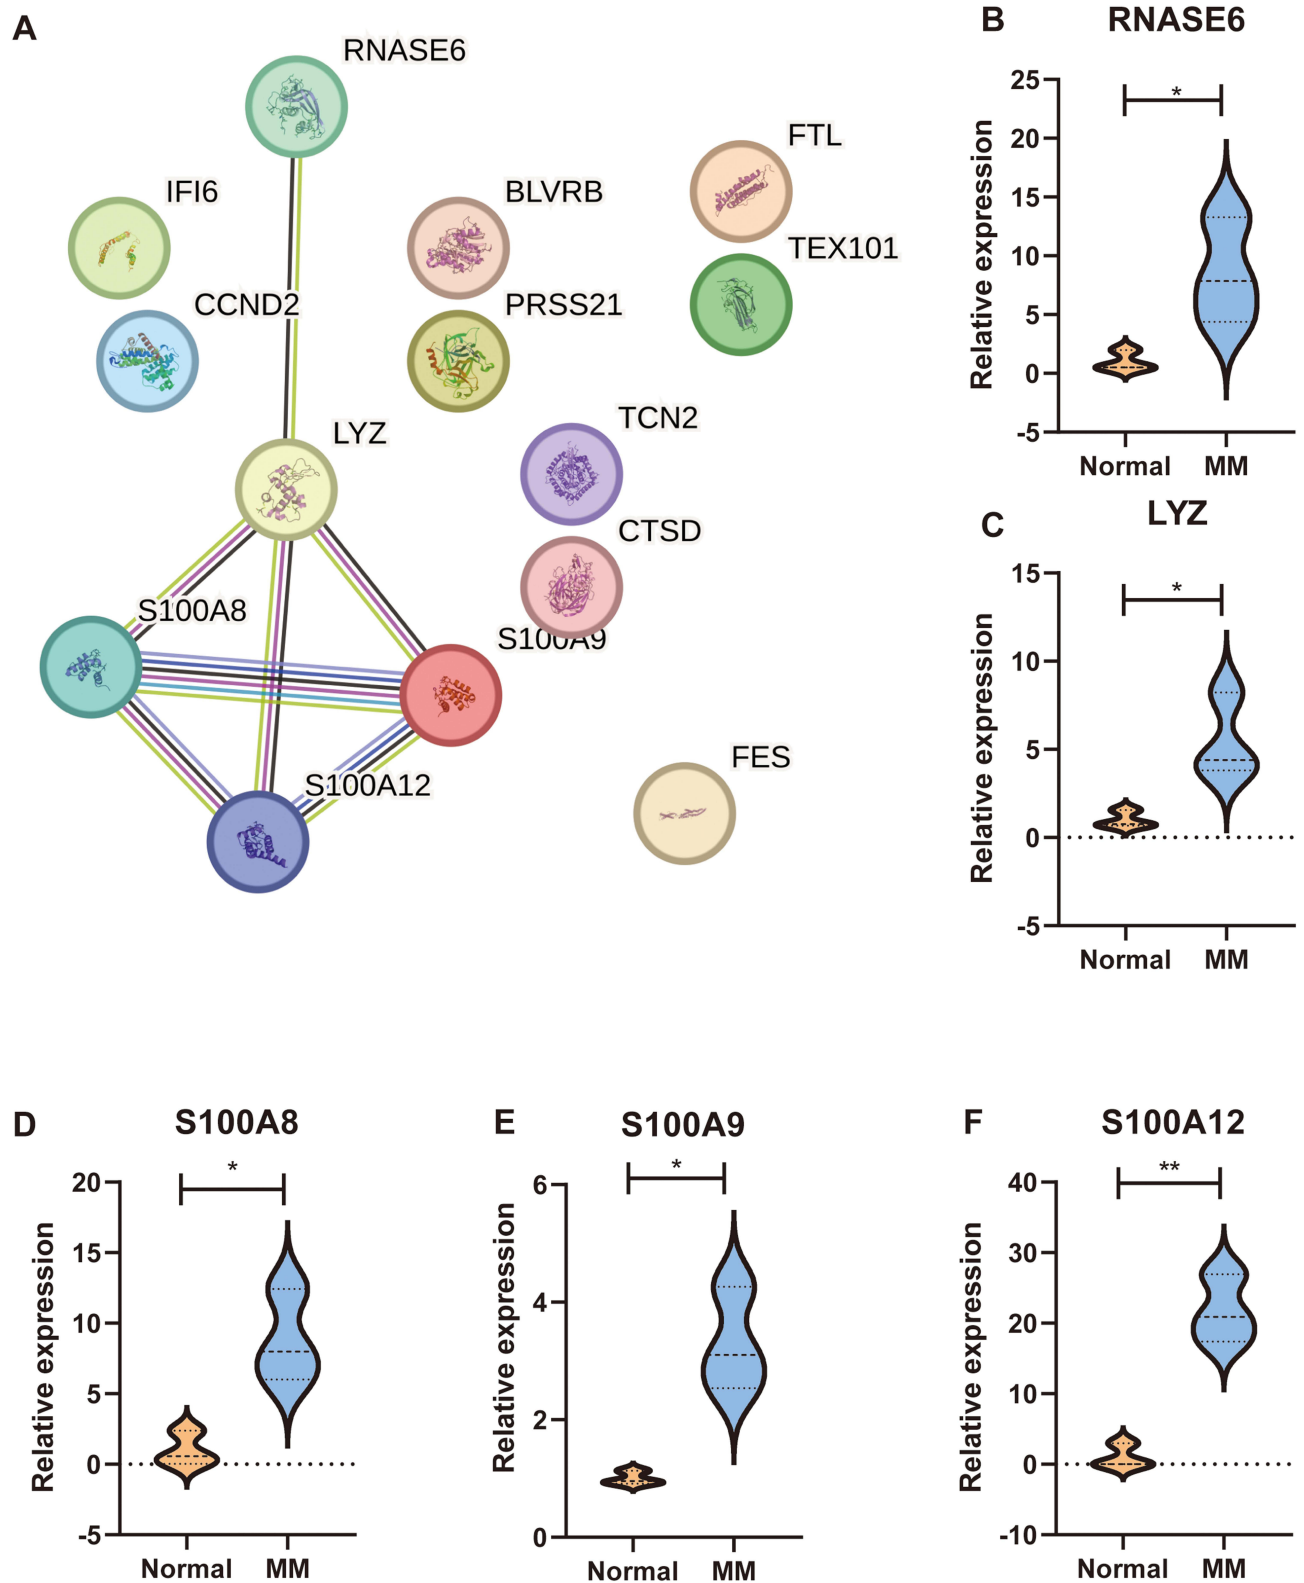 A
RNASE6
IFI6
BLVRB
FTL
CCND2
PRSS21
TEX101
LYZ
TCN2
CTSD
S100A8
S100A9
S100A12
FES
B
RNASE6
Relative expression
25
20
15
10
5
0
-5
*
Normal
MM
C
LYZ
Relative expression
15
10
5
0
-5
*
Normal
MM
D
S100A8
Relative expression
20
15
10
5
0
-5
*
Normal
MM
E
S100A9
Relative expression
6
4
2
0
*
Normal
MM
F
S100A12
Relative expression
40
30
20
10
0
-10
**
Normal
MM